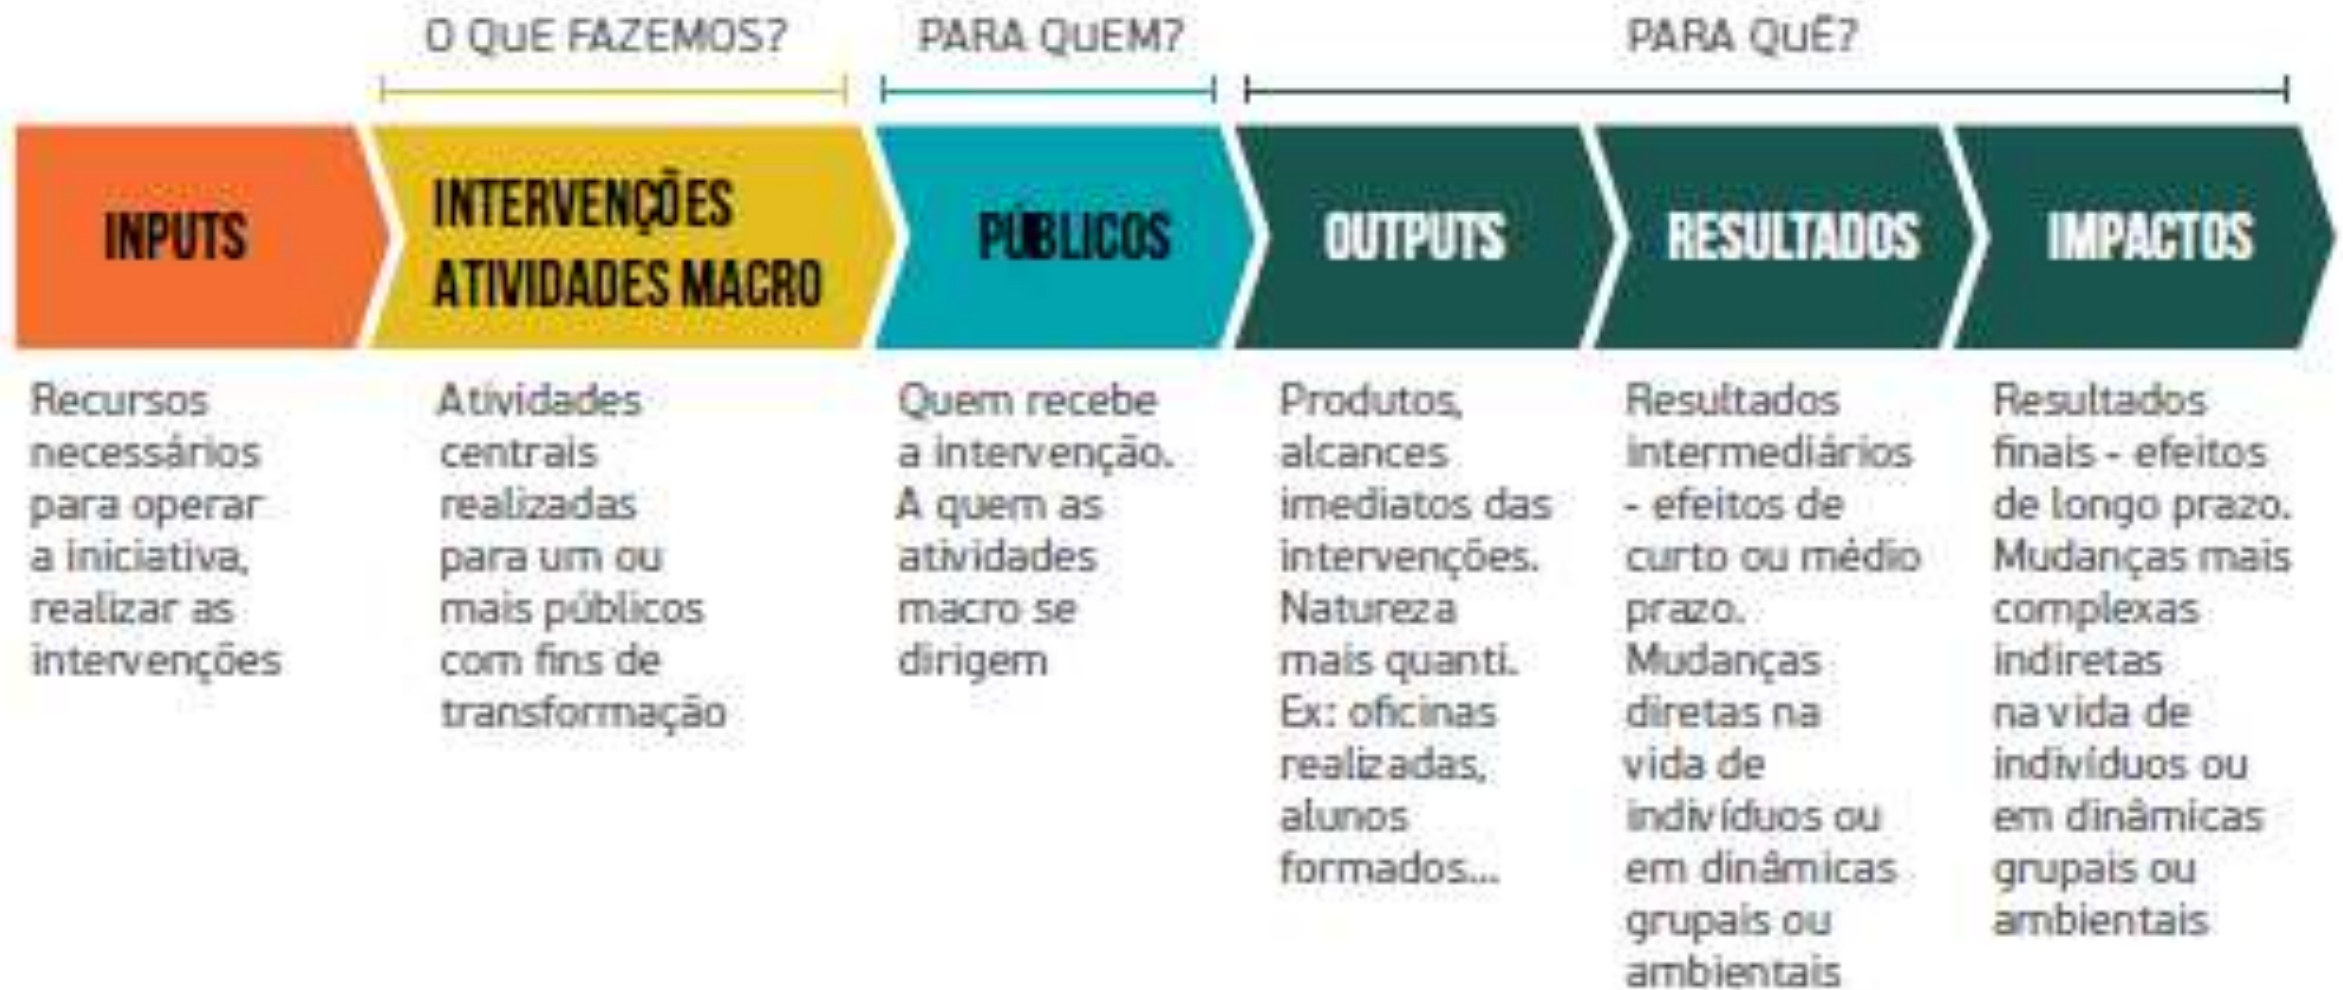 O QUE FAZEMOS?
PARA QUEM?
PARA QUÊ?
INPUTS
INTERVENÇÕES
ATIVIDADES MACRO
PÚBLICOS
OUTPUTS
RESULTADOS
IMPACTOS
Recursos
necessários
para operar
a iniciativa,
realizar as
intervenções
Atividades
centrais
realizadas
para um ou
mais públicos
com fins de
transformação
Quem recebe
a intervenção.
A quem as
atividades
macro se
dirigem
Produtos,
alcances
imediatos das
intervenções.
Natureza
mais quanti.
Ex: oficinas
realizadas,
alunos
formados...
Resultados
intermediários
- efeitos de
curto ou médio
prazo.
Mudanças
diretas na
vida de
indivíduos ou
em dinâmicas
grupais ou
ambientais
Resultados
finais - efeitos
de longo prazo.
Mudanças mais
complexas
indiretas
na vida de
indivíduos ou
em dinâmicas
grupais ou
ambientais